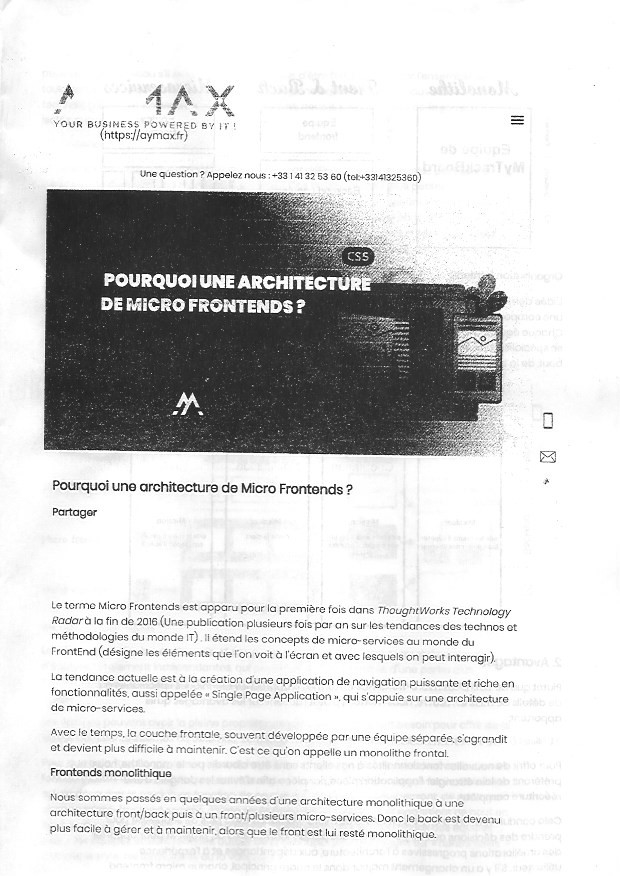 YOUR BUSINESS POWERED BY IT !
(https://aymax.fr)
Une question ? Appelez nous : +33 1 41 32 53 60 (tel:+33141325360)
CSS
POURQUOI UNE ARCHITECTURE
DE MICRO FRONTENDS ?
Pourquoi une architecture de Micro Frontends ?
Partager
Le terme Micro Frontends est apparu pour la première fois dans ThoughtWorks Technology
Radar à la fin de 2016 (Une publication plusieurs fois par an sur les tendances des technos et
méthodologies du monde IT) . Il étend les concepts de micro-services au monde du
FrontEnd (désigne les éléments que l'on voit à l'écran et avec lesquels on peut interagir).
La tendance actuelle est à la création d'une application de navigation puissante et riche en
fonctionnalités, aussi appelée « Single Page Application », qui s'appuie sur une architecture
de micro-services.
Avec le temps, la couche frontale, souvent développée par une équipe séparée, s'agrandit
et devient plus difficile à maintenir. C'est ce qu'on appelle un monolithe frontal.
Frontends monolithique
Nous sommes passés en quelques années d'une architecture monolithique à une
architecture front/back puis à un front/plusieurs micro-services. Donc le back est devenu
plus facile à gérer et à maintenir, alors que le front est lui resté monolithique.